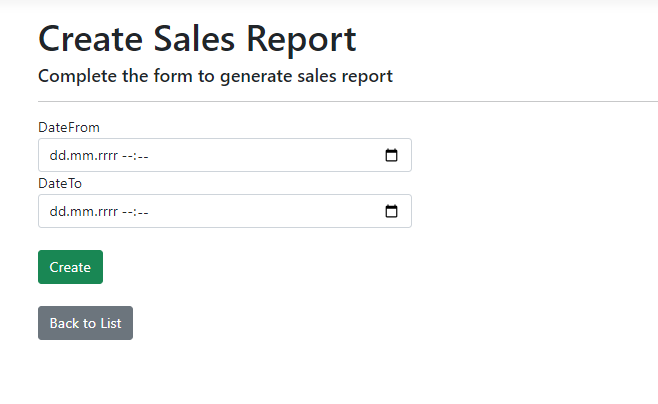 Create Sales Report
Complete the form to generate sales report
DateFrom
dd.mm.rrrr --:--
DateTo
dd.mm.rrrr --:--
Create
Back to List